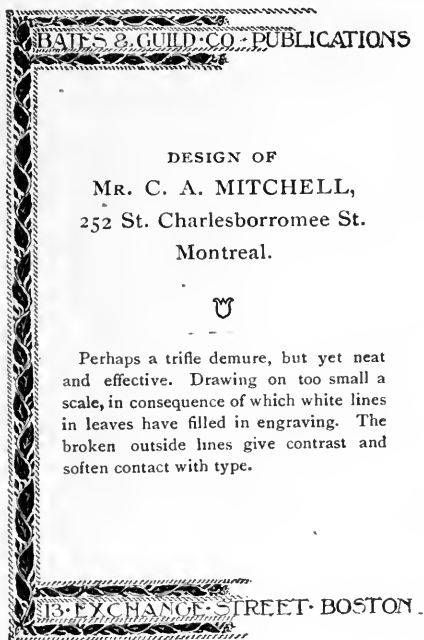 BATES & GUILD · CO · PUBLICATIONS
DESIGN OF
MR. C. A. MITCHELL,
252 St. Charlesborromee St.
Montreal.
Perhaps a trifle demure, but yet neat
and effective. Drawing on too small a
scale, in consequence of which white lines
in leaves have filled in engraving. The
broken outside lines give contrast and
soften contact with type.
13 · EXCHANGE · STREET · BOSTON